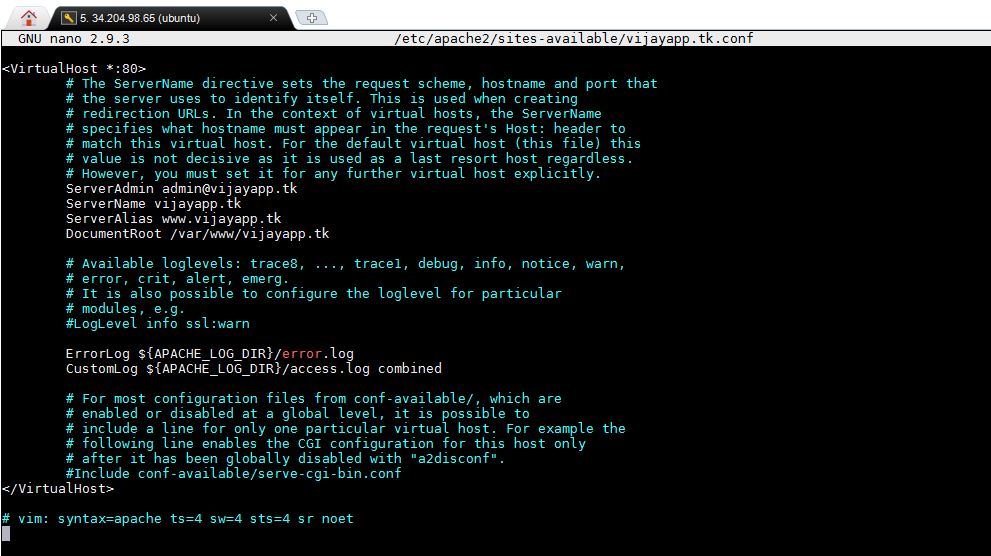 5. 34.204.98.65 (ubuntu)
GNU nano 2.9.3 /etc/apache2/sites-available/vijayapp.tk.conf
<VirtualHost *:80>
# The ServerName directive sets the request scheme, hostname and port that
# the server uses to identify itself. This is used when creating
# redirection URLs. In the context of virtual hosts, the ServerName
# specifies what hostname must appear in the request's Host: header to
# match this virtual host. For the default virtual host (this file) this
# value is not decisive as it is used as a last resort host regardless.
# However, you must set it for any further virtual host explicitly.
ServerAdmin admin@vijayapp.tk
ServerName vijayapp.tk
ServerAlias www.vijayapp.tk
DocumentRoot /var/www/vijayapp.tk
# Available loglevels: trace8, ..., trace1, debug, info, notice, warn,
# error, crit, alert, emerg.
# It is also possible to configure the loglevel for particular
# modules, e.g.
#LogLevel info ssl:warn
ErrorLog ${APACHE_LOG_DIR}/error.log
CustomLog ${APACHE_LOG_DIR}/access.log combined
# For most configuration files from conf-available/, which are
# enabled or disabled at a global level, it is possible to
# include a line for only one particular virtual host. For example the
# following line enables the CGI configuration for this host only
# after it has been globally disabled with "a2disconf".
#Include conf-available/serve-cgi-bin.conf
</VirtualHost>
# vim: syntax=apache ts=4 sw=4 sts=4 sr noet